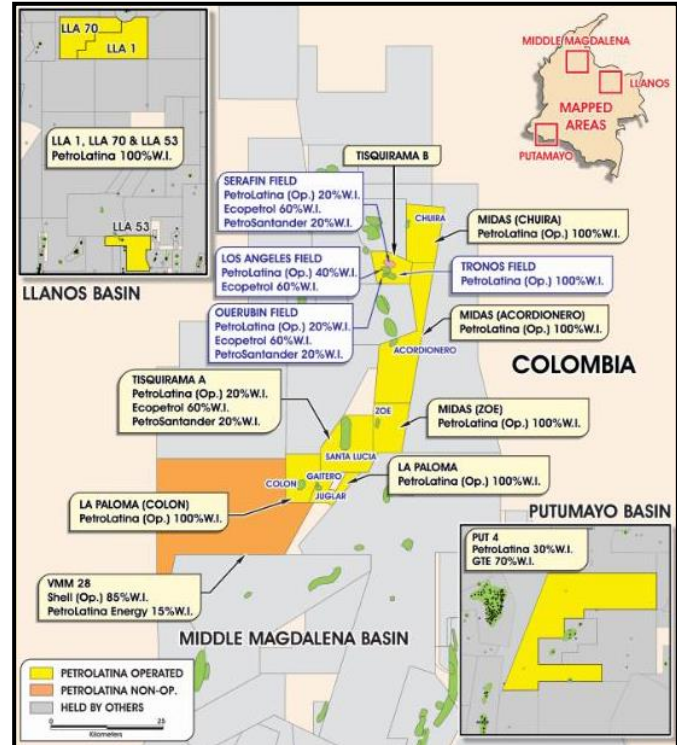 LLA 70
LLA 1
LLA 1, LLA 70 & LLA 53
PetroLatina 100%W.I.
LLA 53
LLANOS BASIN
MIDDLE MAGDALENA
LLANOS
MAPPED
AREAS
PUTAMAYO
TISQUIRAMA B
SERAFIN FIELD
PetroLatina (Op.) 20%W.I.
Ecopetrol 60%W.I.
PetroSantander 20%W.I.
CHUIRA
MIDAS (CHUIRA)
PetroLatina (Op.) 100%W.I.
LOS ANGELES FIELD
PetroLatina (Op.) 40%W.I.
Ecopetrol 60%W.I.
TRONOS FIELD
PetroLatina (Op.) 100%W.I.
QUERUBIN FIELD
PetroLatina (Op.) 20%W.I.
Ecopetrol 60%W.I.
PetroSantander 20%W.I.
MIDAS (ACORDIONERO)
PetroLatina (Op.) 100%W.I.
ACORDIONERO
COLOMBIA
TISQUIRAMA A
PetroLatina (Op.) 20%W.I.
Ecopetrol 60%W.I.
PetroSantander 20%W.I.
ZOE
MIDAS (ZOE)
PetroLatina (Op.) 100%W.I.
SANTA LUCIA
LA PALOMA
PetroLatina (Op.) 100%W.I.
COLON
GAITERO
JUGLAR
LA PALOMA (COLON)
PetroLatina (Op.) 100%W.I.
PUTUMAYO BASIN
PUT 4
PetroLatina 30%W.I.
GTE 70%W.I.
VMM 28
Shell (Op.) 85%W.I.
PetroLatina Energy 15%W.I.
MIDDLE MAGDALENA BASIN
PETROLATINA OPERATED
PETROLATINA NON-OP.
HELD BY OTHERS
0 25
Kilometers